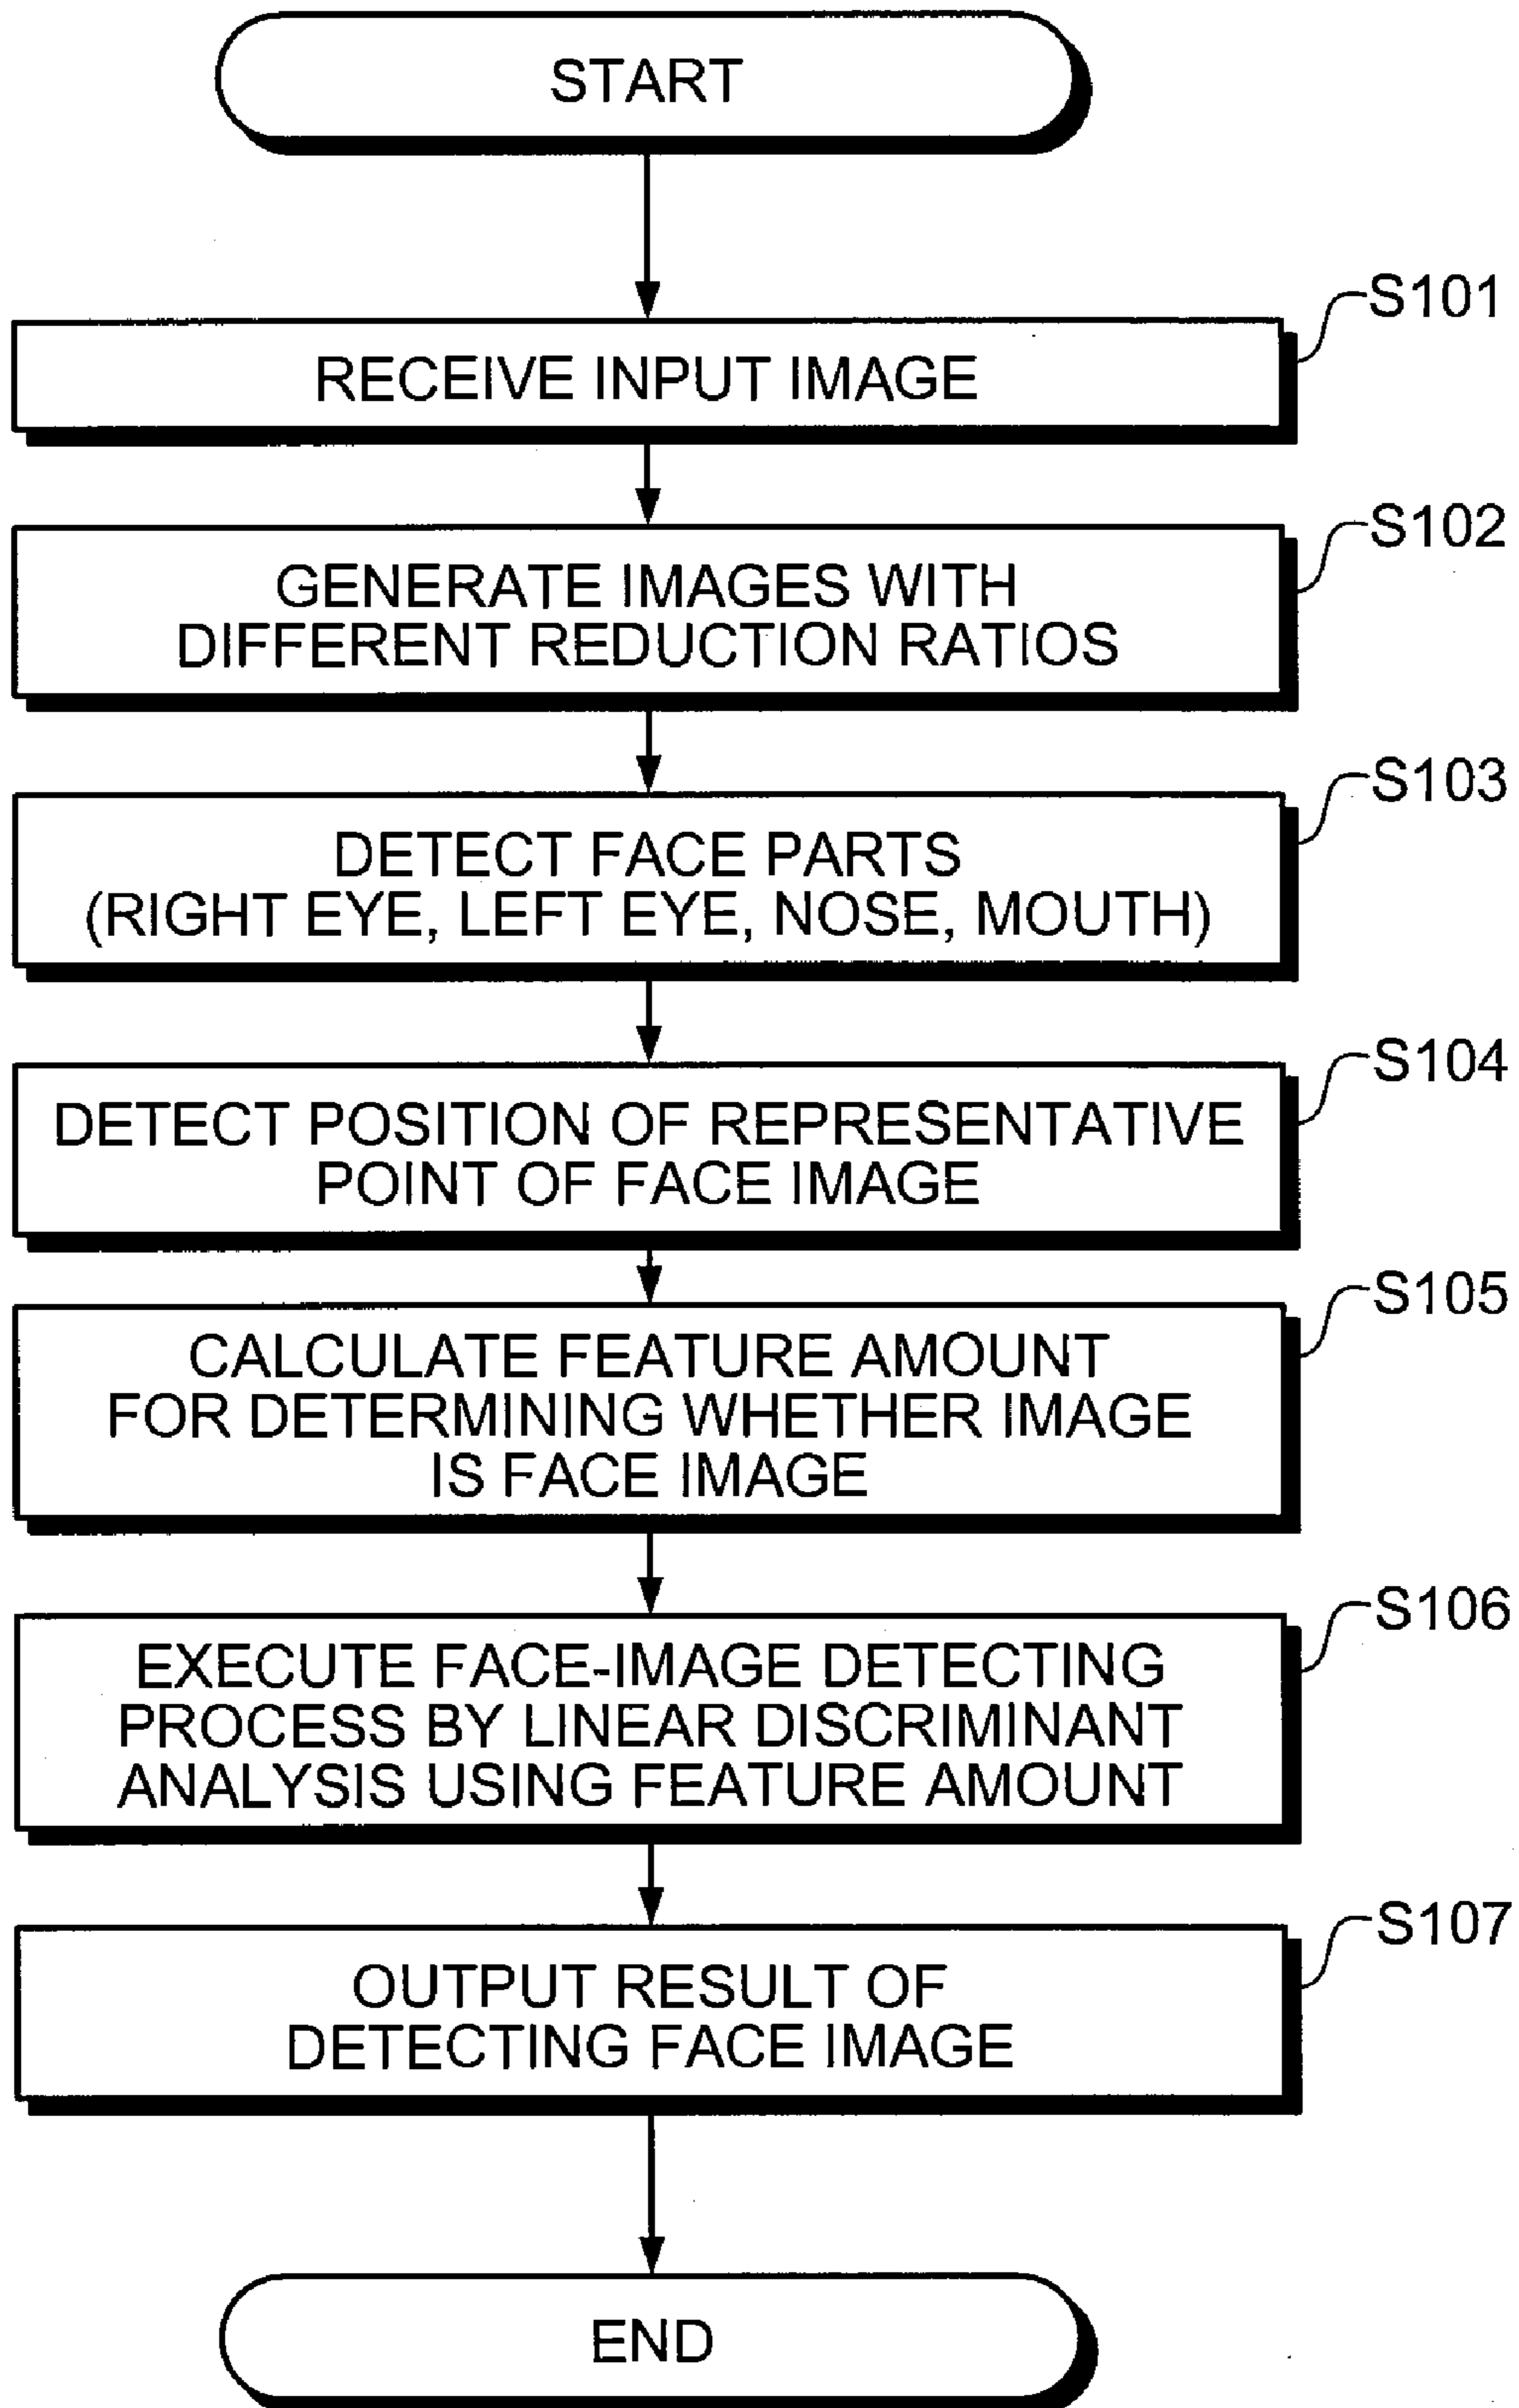 START
S101
RECEIVE INPUT IMAGE
S102
GENERATE IMAGES WITH
DIFFERENT REDUCTION RATIOS
S103
DETECT FACE PARTS
(RIGHT EYE, LEFT EYE, NOSE, MOUTH)
S104
DETECT POSITION OF REPRESENTATIVE
POINT OF FACE IMAGE
S105
CALCULATE FEATURE AMOUNT
FOR DETERMINING WHETHER IMAGE
IS FACE IMAGE
S106
EXECUTE FACE-IMAGE DETECTING
PROCESS BY LINEAR DISCRIMINANT
ANALYSIS USING FEATURE AMOUNT
S107
OUTPUT RESULT OF
DETECTING FACE IMAGE
END